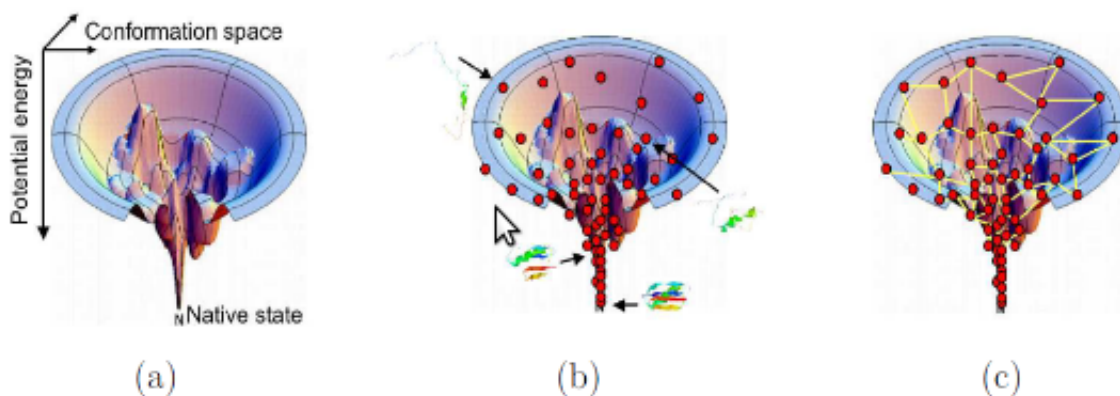 Conformation space
Potential energy
N Native state
(a)
(b)
(c)